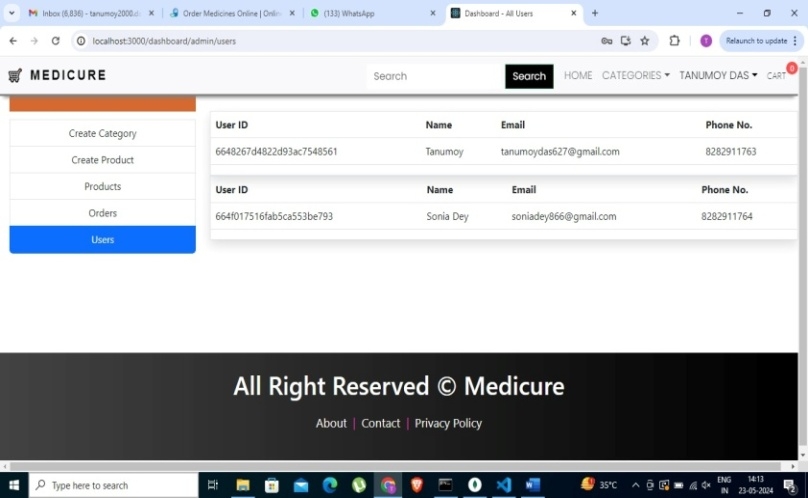 Inbox (6,836) - tanumoy2000.d
Order Medicines Online | Onlin
(133) WhatsApp
Dashboard - All Users
localhost:3000/dashboard/admin/users
T
Relaunch to update
MEDICURE
Search
Search
HOME
CATEGORIES
TANUMOY DAS
CART
0
Create Category
Create Product
Products
Orders
Users
User ID Name Email Phone No.
6648267d4822d93ac7548561 Tanumoy tanumoydas627@gmail.com 8282911763
User ID Name Email Phone No.
664f017516fab5ca553be793 Sonia Dey soniadey866@gmail.com 8282911764
All Right Reserved © Medicure
About | Contact | Privacy Policy
Type here to search
35°C
ENG
IN
14:13
23-05-2024
2